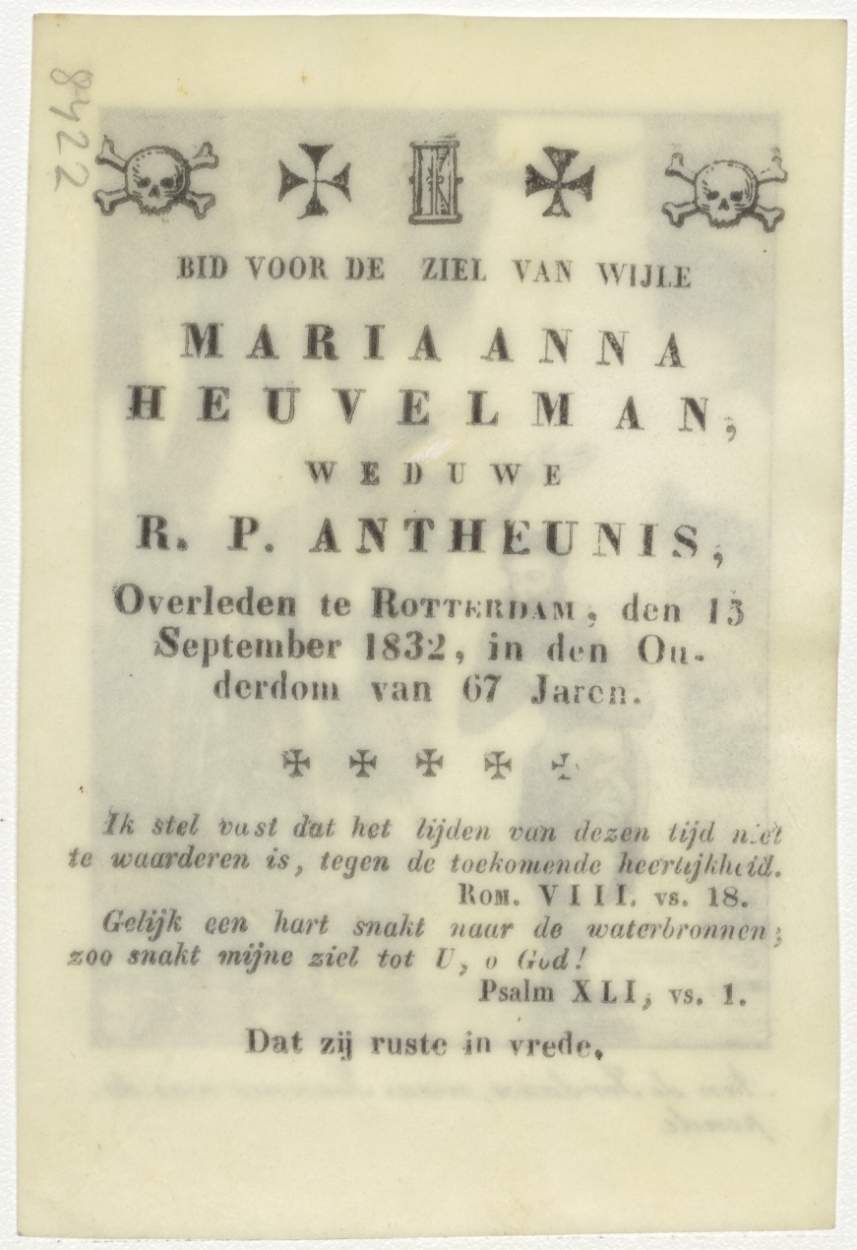 8422
BID VOOR DE ZIEL VAN WIJLE
MARIA ANNA
HEUVELMAN,
WEDUWE
R. P. ANTHEUNIS,
Overleden te ROTTERDAM, den 15
September 1832, in den Ou-
derdom van 67 Jaren.
Ik stel vast dat het lijden van dezen tijd niet
te waarderen is, tegen de toekomende heerlijkheid.
ROM. VIII. vs. 18.
Gelijk een hart snakt naar de waterbronnen;
zoo snakt mijne ziel tot U, o God!
Psalm XLI, vs. 1.
Dat zij ruste in vrede.